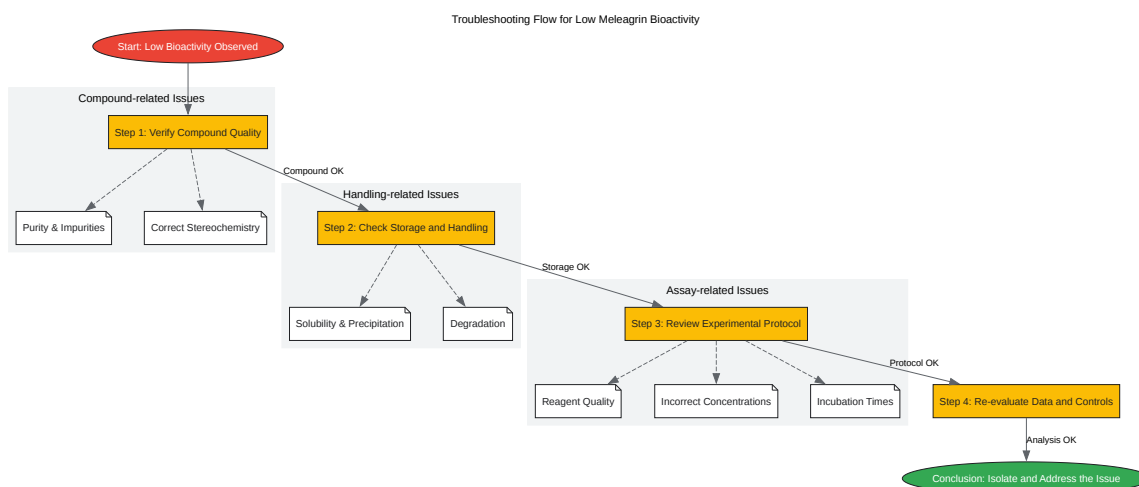 Troubleshooting Flow for Low Meleagrin Bioactivity
Start: Low Bioactivity Observed
Compound-related Issues
Step 1: Verify Compound Quality
Compound OK
Purity & Impurities
Correct Stereochemistry
Handling-related Issues
Step 2: Check Storage and Handling
Storage OK
Solubility & Precipitation
Degradation
Assay-related Issues
Step 3: Review Experimental Protocol
Protocol OK
Reagent Quality
Incorrect Concentrations
Incubation Times
Step 4: Re-evaluate Data and Controls
Analysis OK
Conclusion: Isolate and Address the Issue